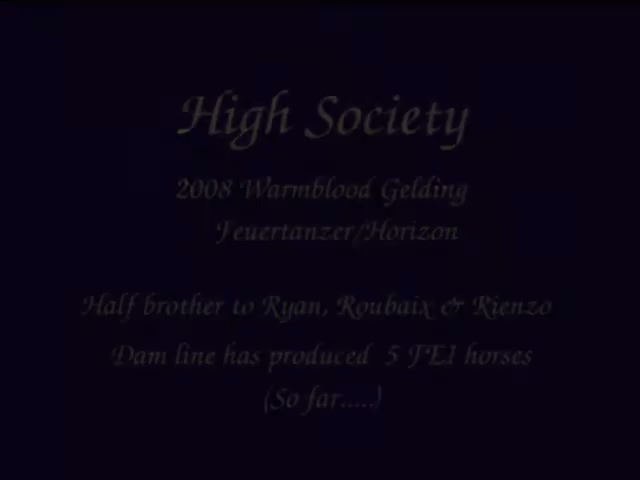 High Society
2008 Warmblood Gelding
Feuertanzer/Horizon
Half brother to Ryan, Roubaix & Rienzo
Dam line has produced 5 FEI horses
(So far.....)